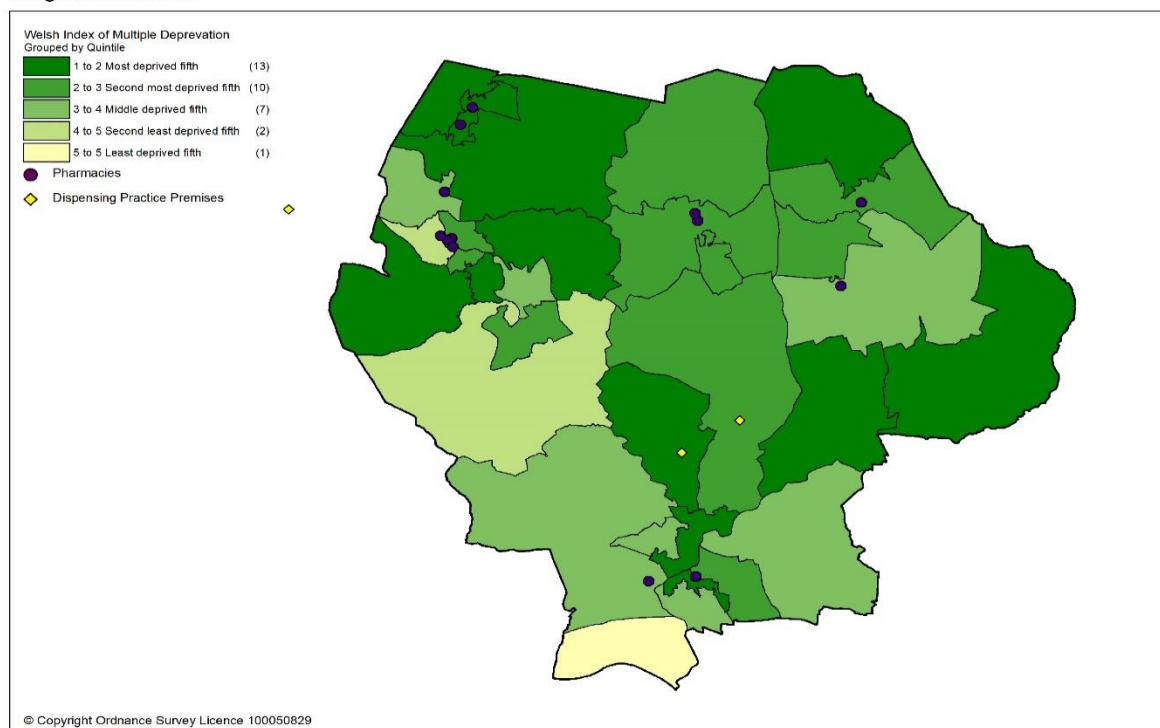 Welsh Index of Multiple Deprevation
Grouped by Quintile
1 to 2 Most deprived fifth (13)
2 to 3 Second most deprived fifth (10)
3 to 4 Middle deprived fifth (7)
4 to 5 Second least deprived fifth (2)
5 to 5 Least deprived fifth (1)
Pharmacies
Dispensing Practice Premises
© Copyright Ordnance Survey Licence 100050829